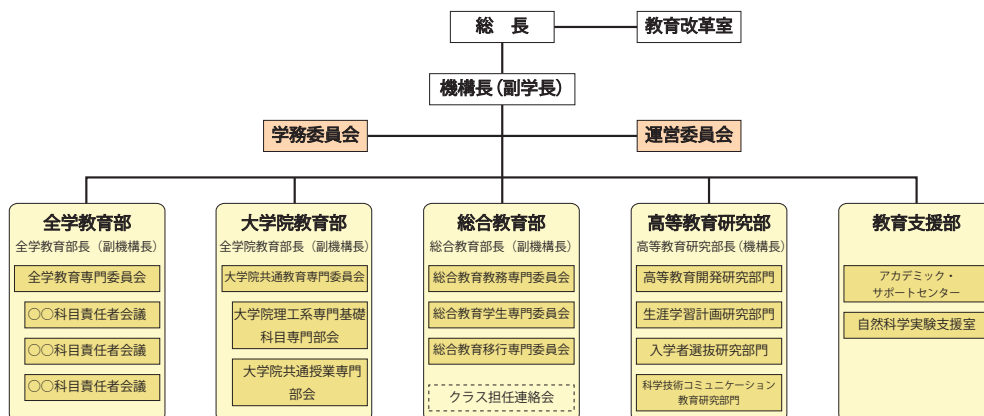 総　長
教育改革室
機構長（副学長）
学務委員会
運営委員会
全学教育部
全学教育部長（副機構長）
全学教育専門委員会
〇〇科目責任者会議
〇〇科目責任者会議
〇〇科目責任者会議
大学院教育部
全学院教育部長（副機構長）
大学院共通教育専門委員会
大学院理工系専門基礎
科目専門部会
大学院共通授業専門
部会
総合教育部
総合教育部長（副機構長）
総合教育教務専門委員会
総合教育学生専門委員会
総合教育移行専門委員会
クラス担任連絡会
高等教育研究部
高等教育研究部長（機構長）
高等教育開発研究部門
生涯学習計画研究部門
入学者選抜研究部門
科学技術コミュニケーション
教育研究部門
教育支援部
アカデミック・
サポートセンター
自然科学実験支援室